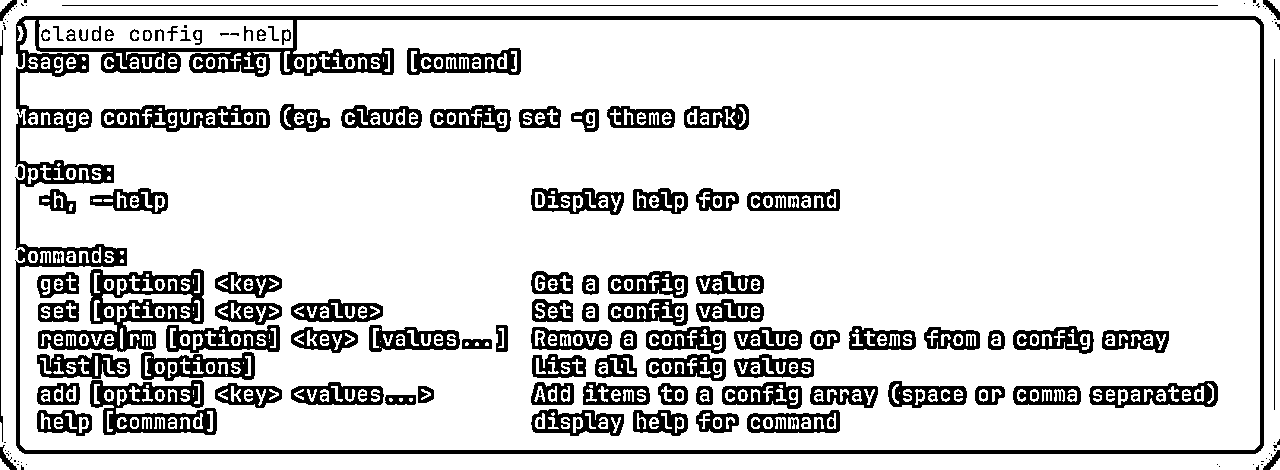 ) claude config --help
Usage: claude config [options] [command]
Manage configuration (eg. claude config set -g theme dark)
Options:
-h, --help Display help for command
Commands:
get [options] <key> Get a config value
set [options] <key> <value> Set a config value
remove|rm [options] <key> [values...] Remove a config value or items from a config array
list|ls [options] List all config values
add [options] <key> <values...> Add items to a config array (space or comma separated)
help [command] display help for command